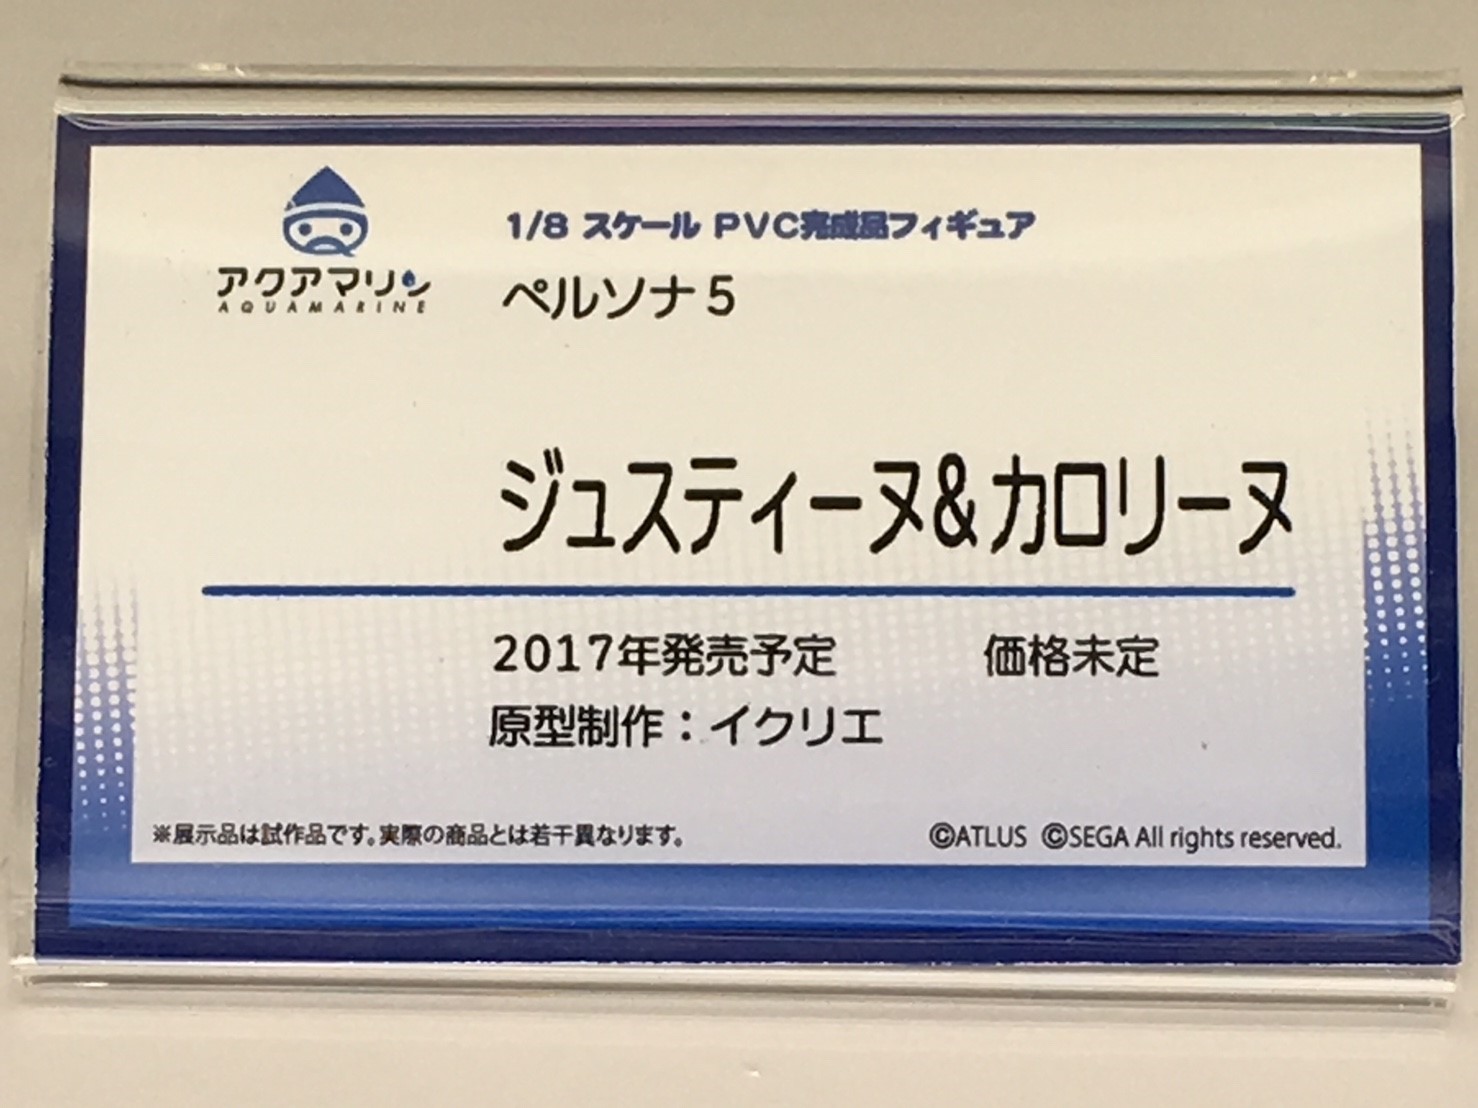 アクアマリン
AQUAMARINE
1/8 スケール PVC完成品フィギュア
ペルソナ5
ジュスティーヌ&カロリーヌ
2017年発売予定 価格未定
原型制作：イクリエ
※展示品は試作品です。実際の商品とは若干異なります。
©ATLUS ©SEGA All rights reserved.